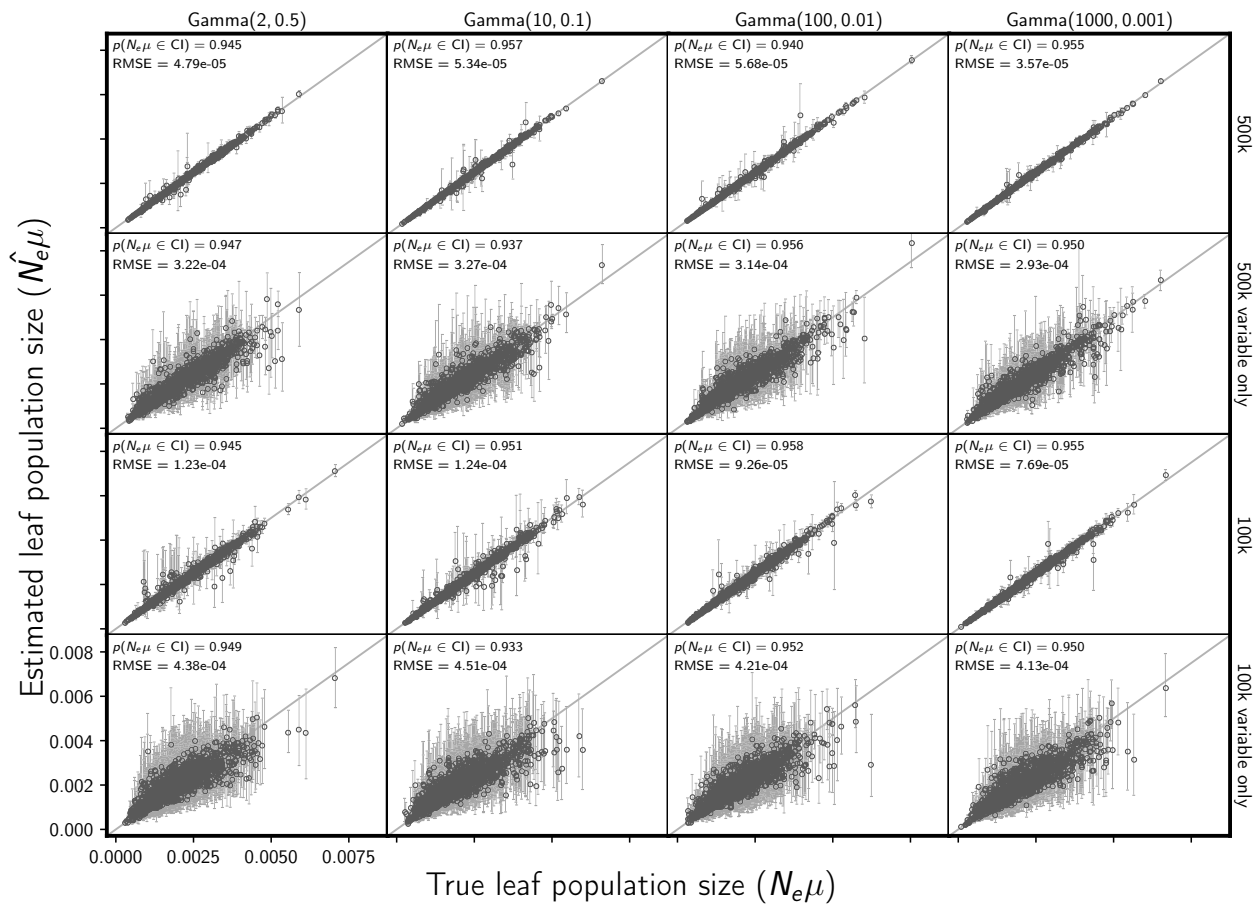 Gamma(2, 0.5)
Gamma(10, 0.1)
Gamma(100, 0.01)
Gamma(1000, 0.001)
p(Nₑμ ∈ CI) = 0.945
RMSE = 4.79e-05
p(Nₑμ ∈ CI) = 0.957
RMSE = 5.34e-05
p(Nₑμ ∈ CI) = 0.940
RMSE = 5.68e-05
p(Nₑμ ∈ CI) = 0.955
RMSE = 3.57e-05
500k
p(Nₑμ ∈ CI) = 0.947
RMSE = 3.22e-04
p(Nₑμ ∈ CI) = 0.937
RMSE = 3.27e-04
p(Nₑμ ∈ CI) = 0.956
RMSE = 3.14e-04
p(Nₑμ ∈ CI) = 0.950
RMSE = 2.93e-04
500k variable only
p(Nₑμ ∈ CI) = 0.945
RMSE = 1.23e-04
p(Nₑμ ∈ CI) = 0.951
RMSE = 1.24e-04
p(Nₑμ ∈ CI) = 0.958
RMSE = 9.26e-05
p(Nₑμ ∈ CI) = 0.955
RMSE = 7.69e-05
100k
p(Nₑμ ∈ CI) = 0.949
RMSE = 4.38e-04
p(Nₑμ ∈ CI) = 0.933
RMSE = 4.51e-04
p(Nₑμ ∈ CI) = 0.952
RMSE = 4.21e-04
p(Nₑμ ∈ CI) = 0.950
RMSE = 4.13e-04
100k variable only
Estimated leaf population size (N̂ₑμ)
0.008
0.006
0.004
0.002
0.000
0.0000
0.0025
0.0050
0.0075
True leaf population size (Nₑμ)